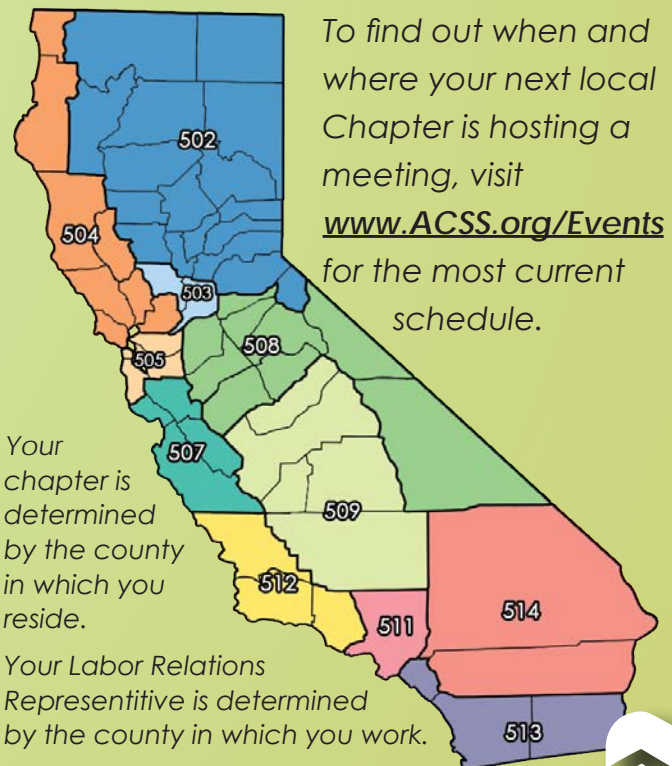 To find out when and
where your next local
Chapter is hosting a
meeting, visit
www.ACSS.org/Events
for the most current
schedule.
502
504
503
508
505
507
509
512
511
514
513
Your
chapter is
determined
by the county
in which you
reside.
Your Labor Relations
Representitive is determined
by the county in which you work.